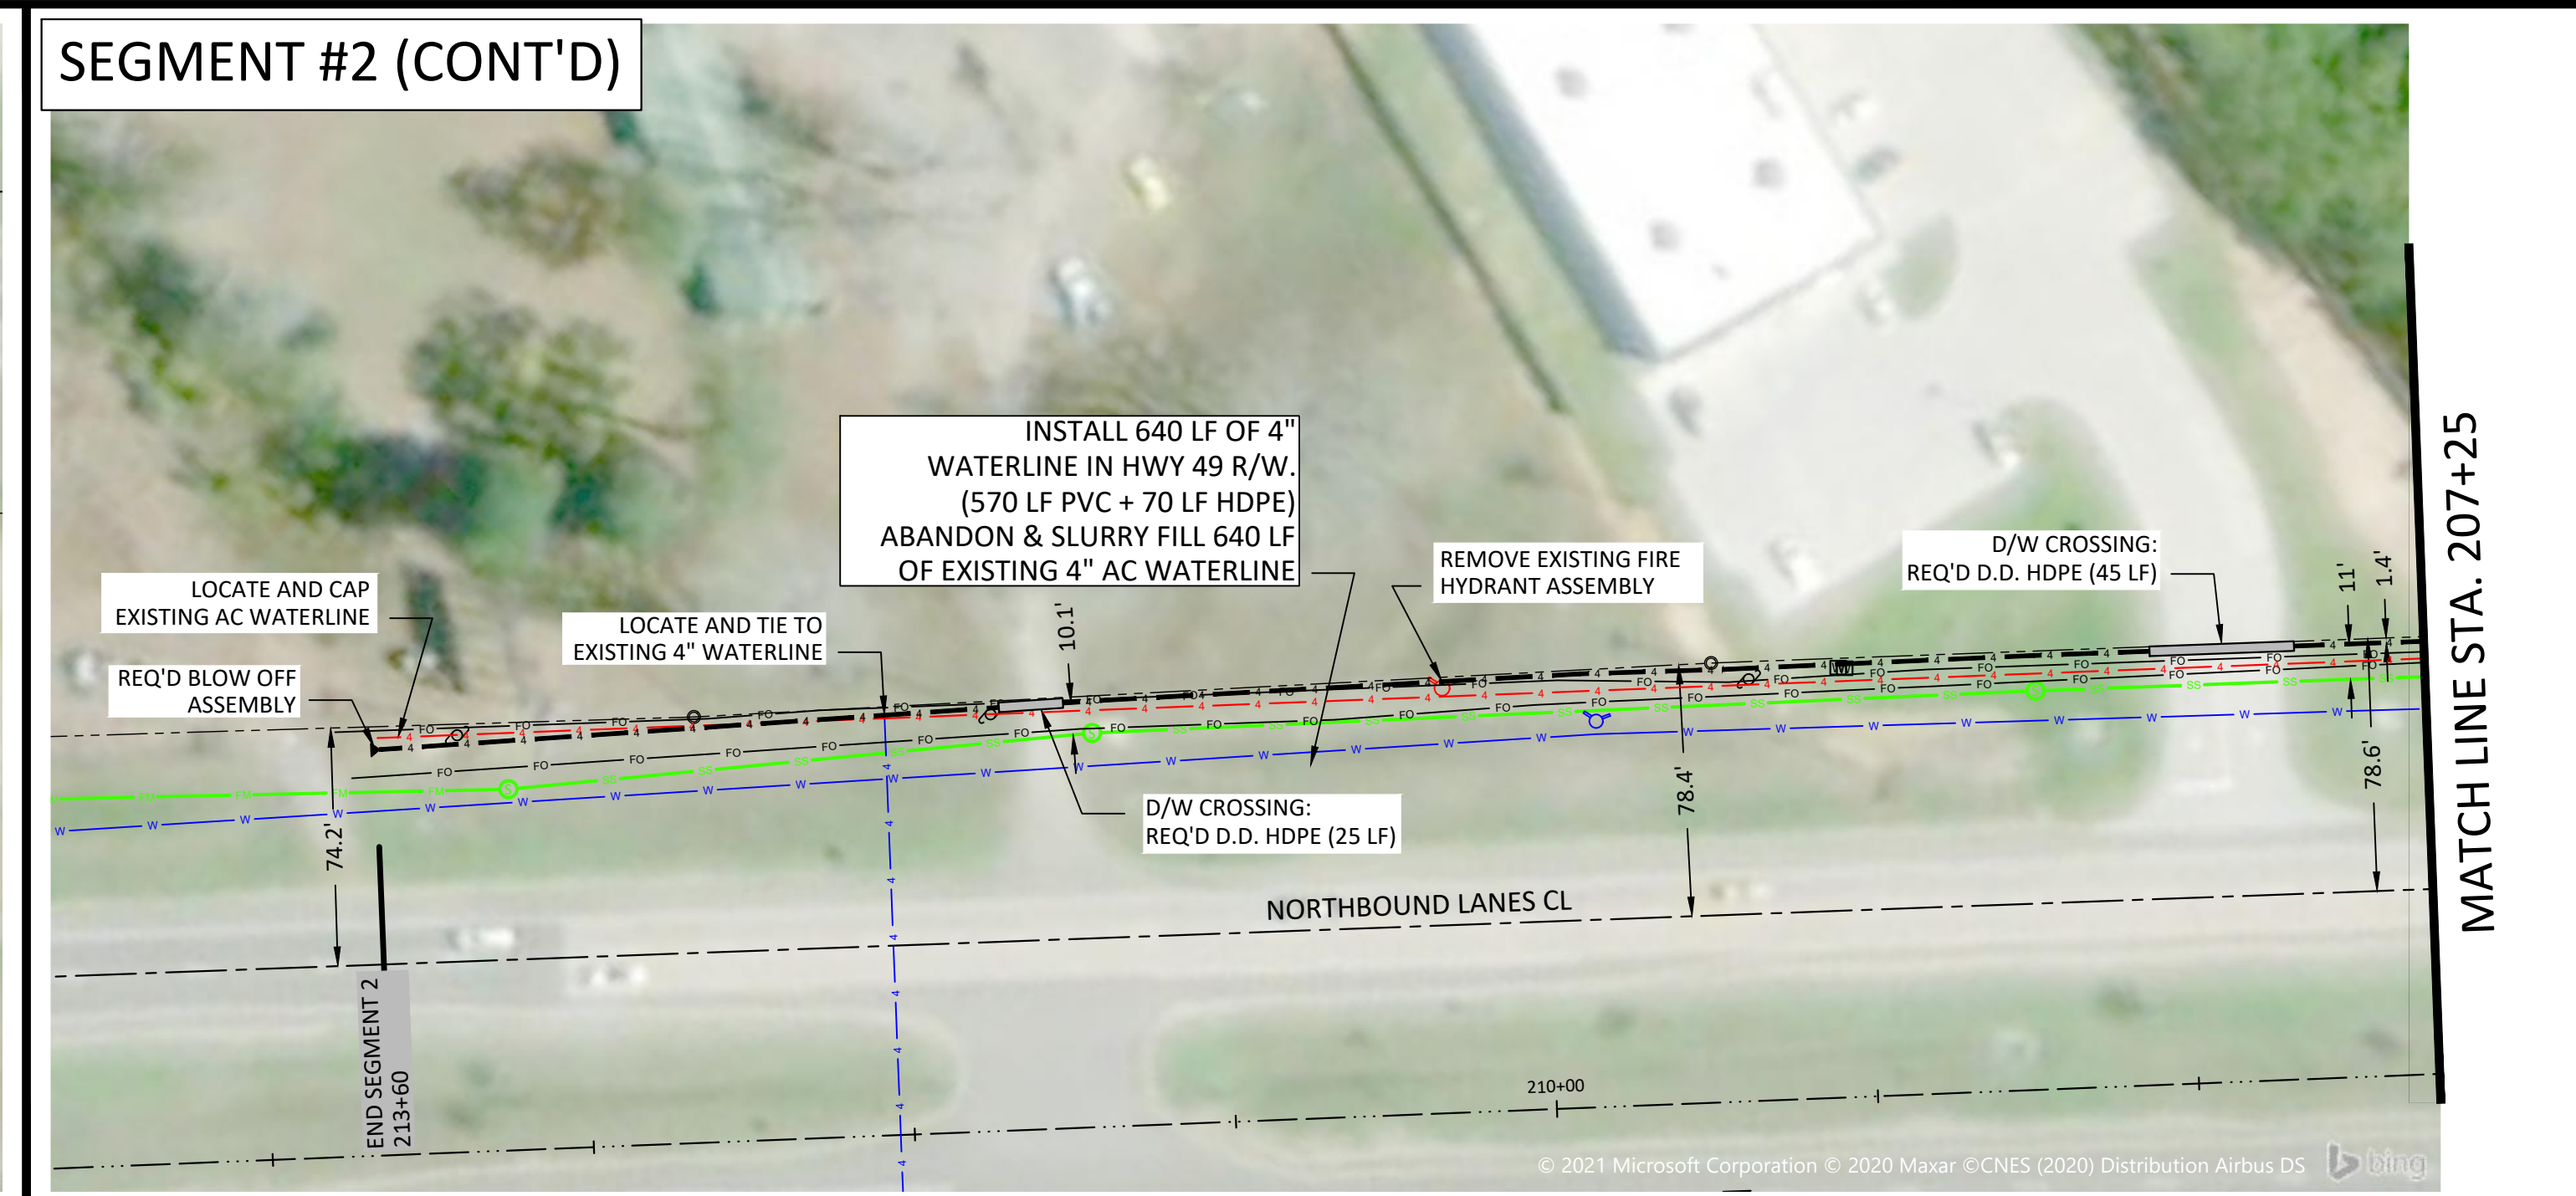 SEGMENT #2 (CONT'D)
INSTALL 640 LF OF 4"
WATERLINE IN HWY 49 R/W.
(570 LF PVC + 70 LF HDPE)
ABANDON & SLURRY FILL 640 LF
OF EXISTING 4" AC WATERLINE
REMOVE EXISTING FIRE
HYDRANT ASSEMBLY
D/W CROSSING:
REQ'D D.D. HDPE (45 LF)
LOCATE AND CAP
EXISTING AC WATERLINE
LOCATE AND TIE TO
EXISTING 4" WATERLINE
REQ'D BLOW OFF
ASSEMBLY
10.1'
11'
1.4'
MATCH LINE STA. 207+25
D/W CROSSING:
REQ'D D.D. HDPE (25 LF)
74.2'
78.4'
78.6'
NORTHBOUND LANES CL
END SEGMENT 2
213+60
210+00
© 2021 Microsoft Corporation © 2020 Maxar ©CNES (2020) Distribution Airbus DS
bing